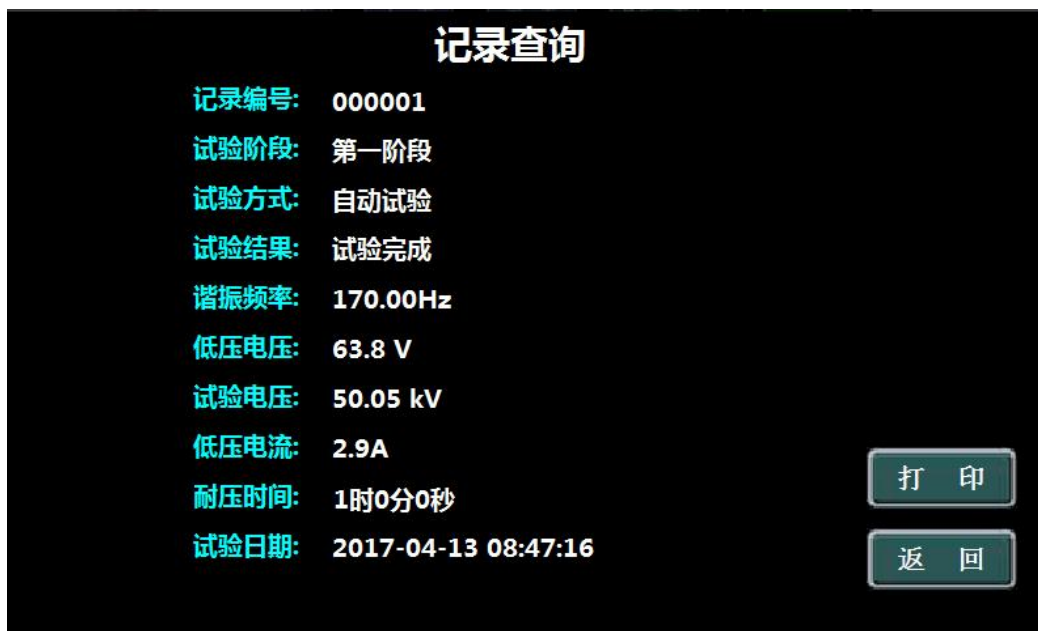 记录查询
记录编号: 000001
试验阶段: 第一阶段
试验方式: 自动试验
试验结果: 试验完成
谐振频率: 170.00Hz
低压电压: 63.8 V
试验电压: 50.05 kV
低压电流: 2.9A
耐压时间: 1时0分0秒
试验日期: 2017-04-13 08:47:16
打 印
返 回